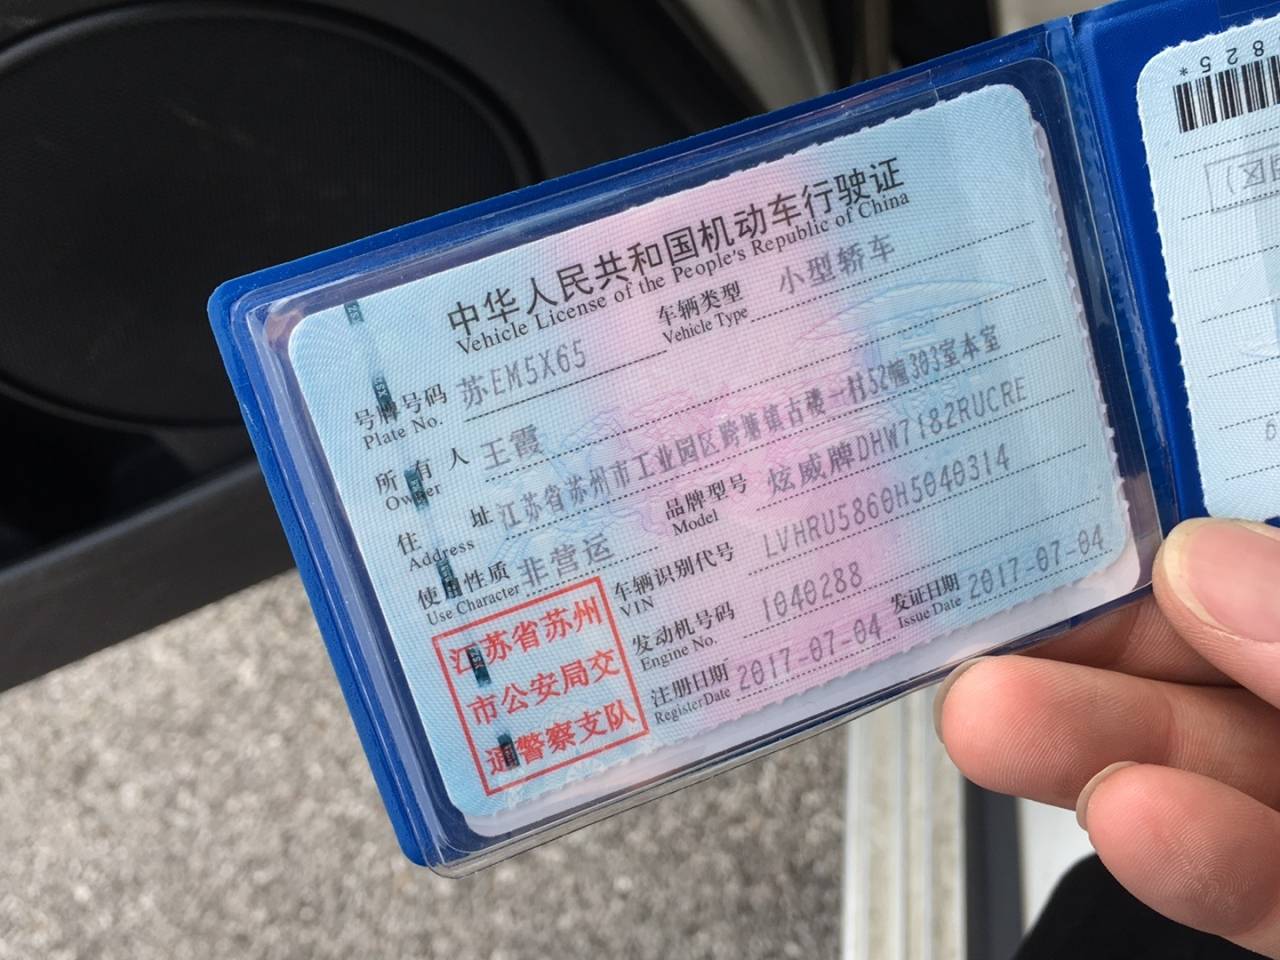 中华人民共和国机动车行驶证
Vehicle License of the People's Republic of China
号牌号码 苏EM5X65 车辆类型 小型轿车
Plate No. Vehicle Type
所有人 王霞
Owner
住址 江苏省苏州市工业园区跨塘镇古楼一村32幢303室本室
Address
使用性质 非营运 品牌型号 炫威牌DHW7182RUCRE
Use Character Model
车辆识别代号 LVHRU5860H5040314
VIN
发动机号码 1040288
Engine No.
注册日期 2017-07-04 发证日期 2017-07-04
Register Date Issue Date
江苏省苏州
市公安局交
通警察支队